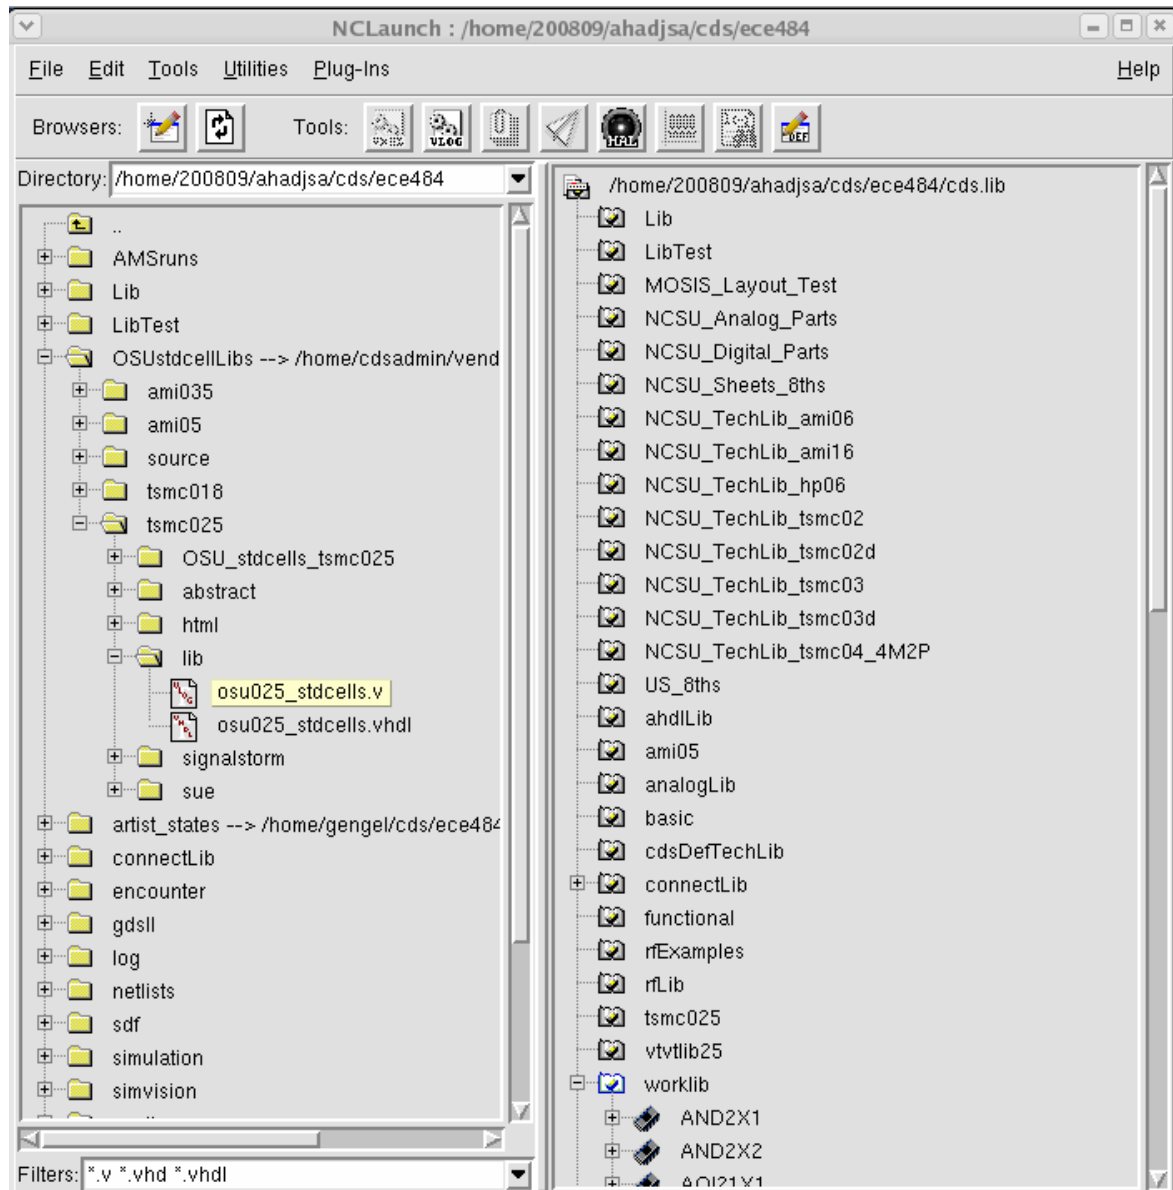 NCLaunch : /home/200809/ahadjsa/cds/ece484
File Edit Tools Utilities Plug-Ins Help
Browsers: Tools: VLOG HAL DEF
Directory: /home/200809/ahadjsa/cds/ece484
..
AMSruns
Lib
LibTest
OSUstdcellLibs --> /home/cdsadmin/vend
ami035
ami05
source
tsmc018
tsmc025
OSU_stdcells_tsmc025
abstract
html
lib
osu025_stdcells.v
osu025_stdcells.vhdl
signalstorm
sue
artist_states --> /home/gengel/cds/ece484
connectLib
encounter
gdsII
log
netlists
sdf
simulation
simvision
Filters: *.v *.vhd *.vhdl
/home/200809/ahadjsa/cds/ece484/cds.lib
Lib
LibTest
MOSIS_Layout_Test
NCSU_Analog_Parts
NCSU_Digital_Parts
NCSU_Sheets_8ths
NCSU_TechLib_ami06
NCSU_TechLib_ami16
NCSU_TechLib_hp06
NCSU_TechLib_tsmc02
NCSU_TechLib_tsmc02d
NCSU_TechLib_tsmc03
NCSU_TechLib_tsmc03d
NCSU_TechLib_tsmc04_4M2P
US_8ths
ahdlLib
ami05
analogLib
basic
cdsDefTechLib
connectLib
functional
rfExamples
rfLib
tsmc025
vtvtlib25
worklib
AND2X1
AND2X2
AOI21X1